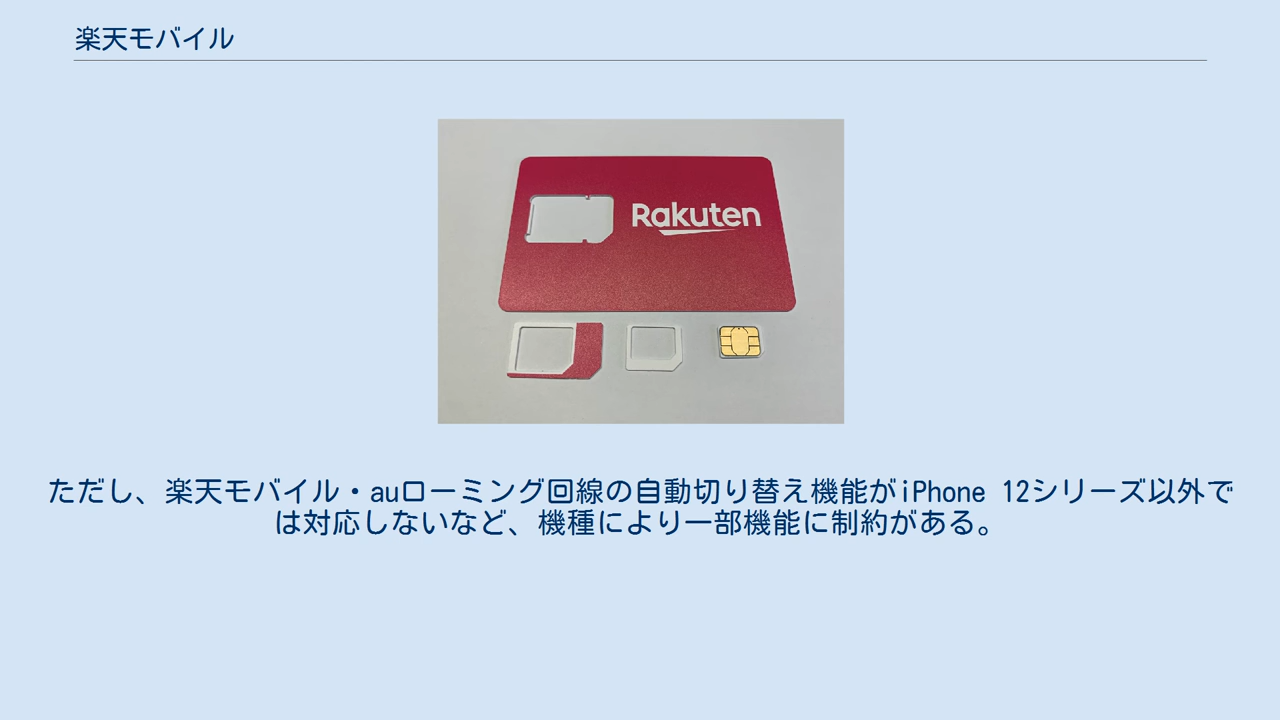 楽天モバイル
Rakuten
ただし、楽天モバイル・auローミング回線の自動切り替え機能がiPhone 12シリーズ以外で
は対応しないなど、機種により一部機能に制約がある。